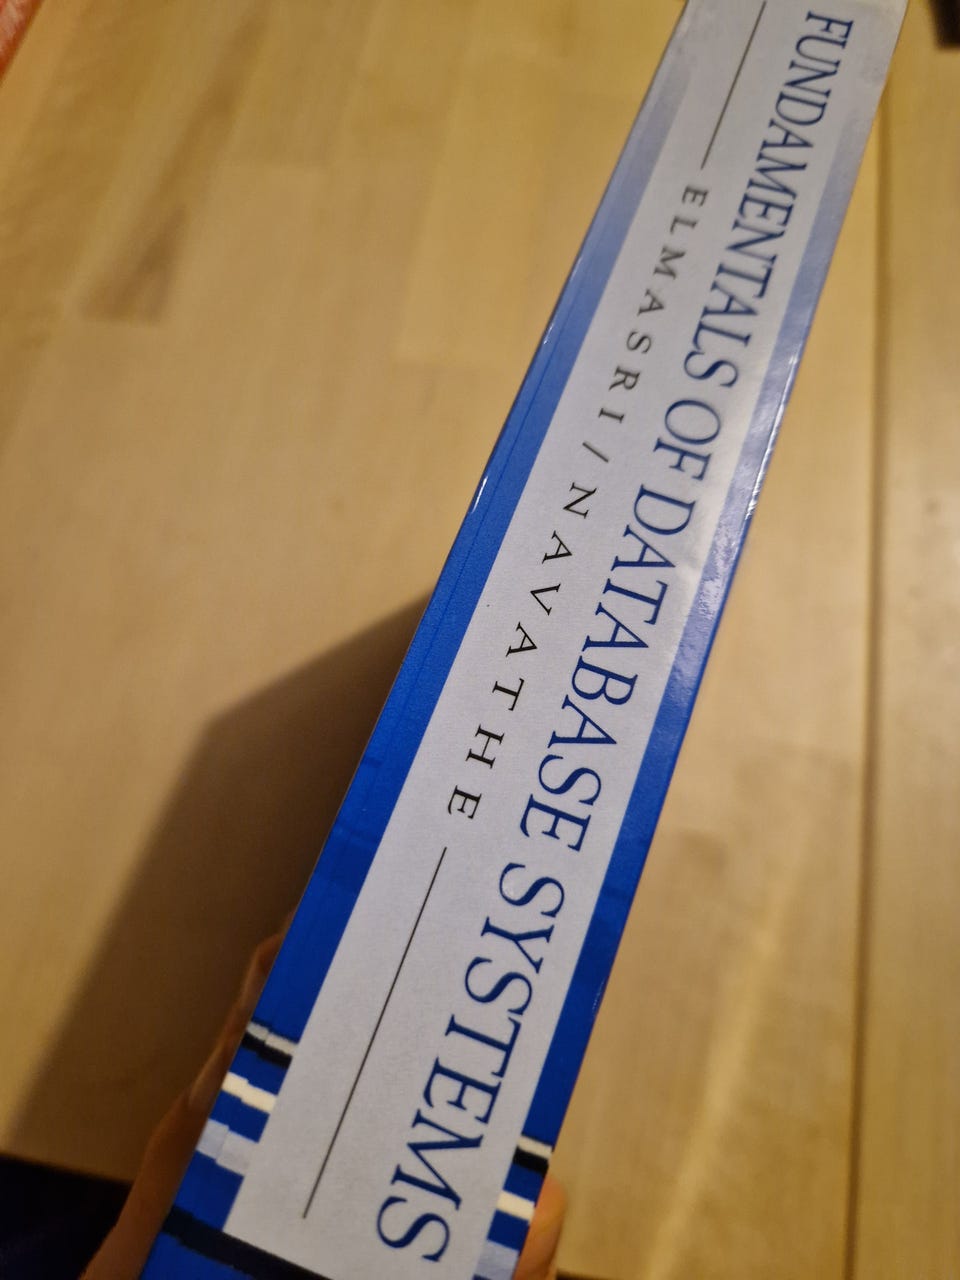 FUNDAMENTALS OF DATABASE SYSTEMS
ELMASRI / NAVATHE